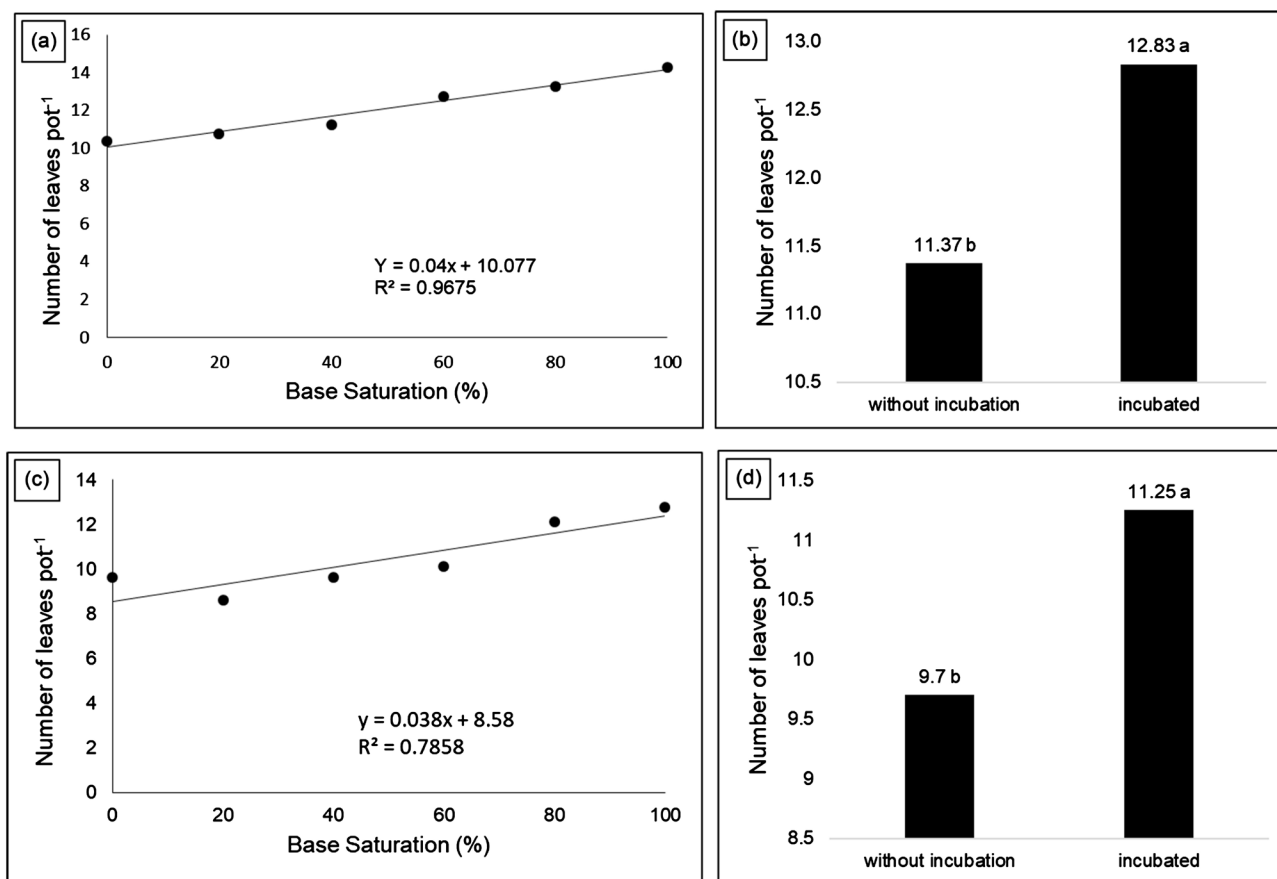 (a)
Number of leaves pot⁻¹
16
14
12
10
8
6
4
2
0
Y = 0.04x + 10.077
R² = 0.9675
0 20 40 60 80 100
Base Saturation (%)
(b)
Number of leaves pot⁻¹
13.0
12.5
12.0
11.5
11.0
10.5
12.83 a
11.37 b
without incubation incubated
(c)
Number of leaves pot⁻¹
14
12
10
8
6
4
2
0
y = 0.038x + 8.58
R² = 0.7858
0 20 40 60 80 100
Base Saturation (%)
(d)
Number of leaves pot⁻¹
11.5
11
10.5
10
9.5
9
8.5
11.25 a
9.7 b
without incubation incubated